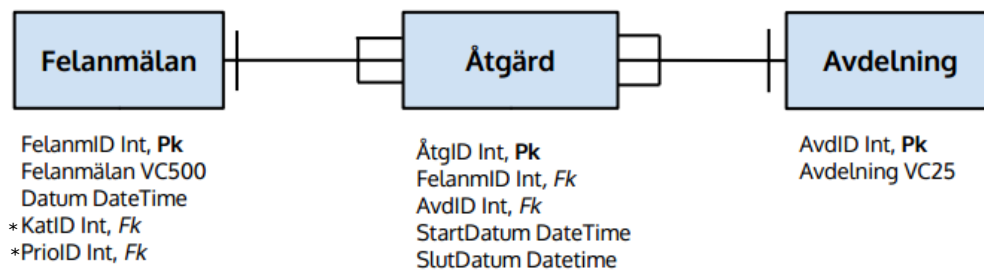 Felanmälan
Åtgärd
Avdelning
FelanmID Int, Pk
Felanmälan VC500
Datum DateTime
*KatID Int, Fk
*PrioID Int, Fk
ÅtgID Int, Pk
FelanmID Int, Fk
AvdID Int, Fk
StartDatum DateTime
SlutDatum Datetime
AvdID Int, Pk
Avdelning VC25